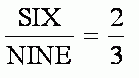 SIX/NINE = 2/3